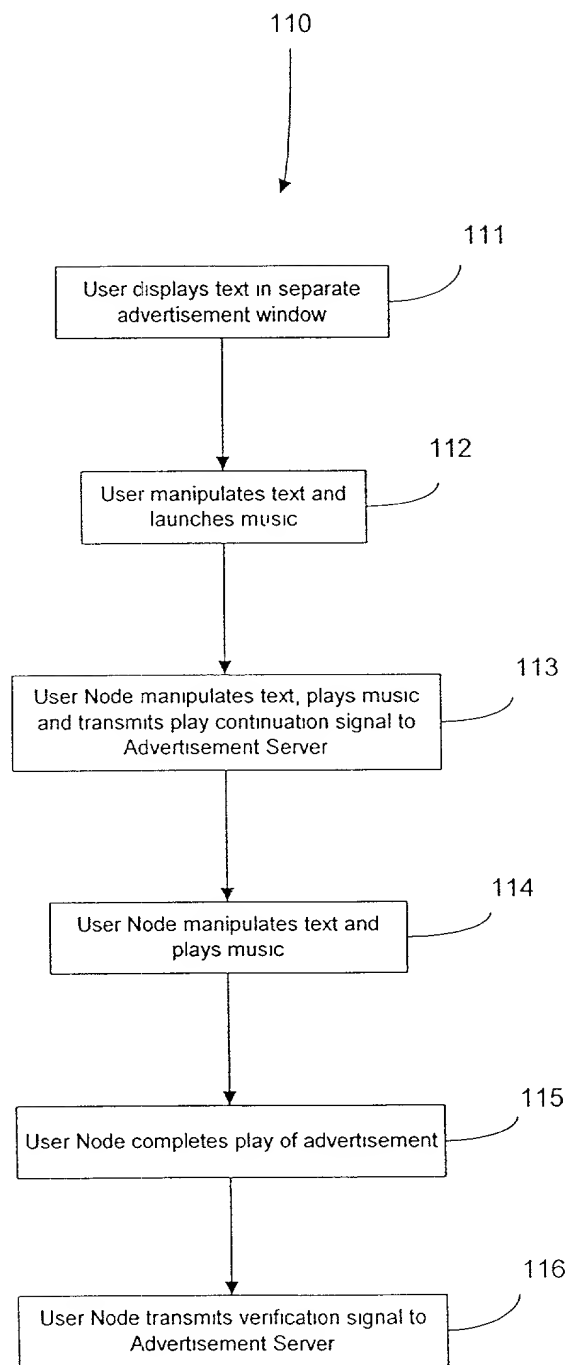 110
111
User displays text in separate
advertisement window
112
User manipulates text and
launches music
113
User Node manipulates text, plays music
and transmits play continuation signal to
Advertisement Server
114
User Node manipulates text and
plays music
115
User Node completes play of advertisement
116
User Node transmits verification signal to
Advertisement Server